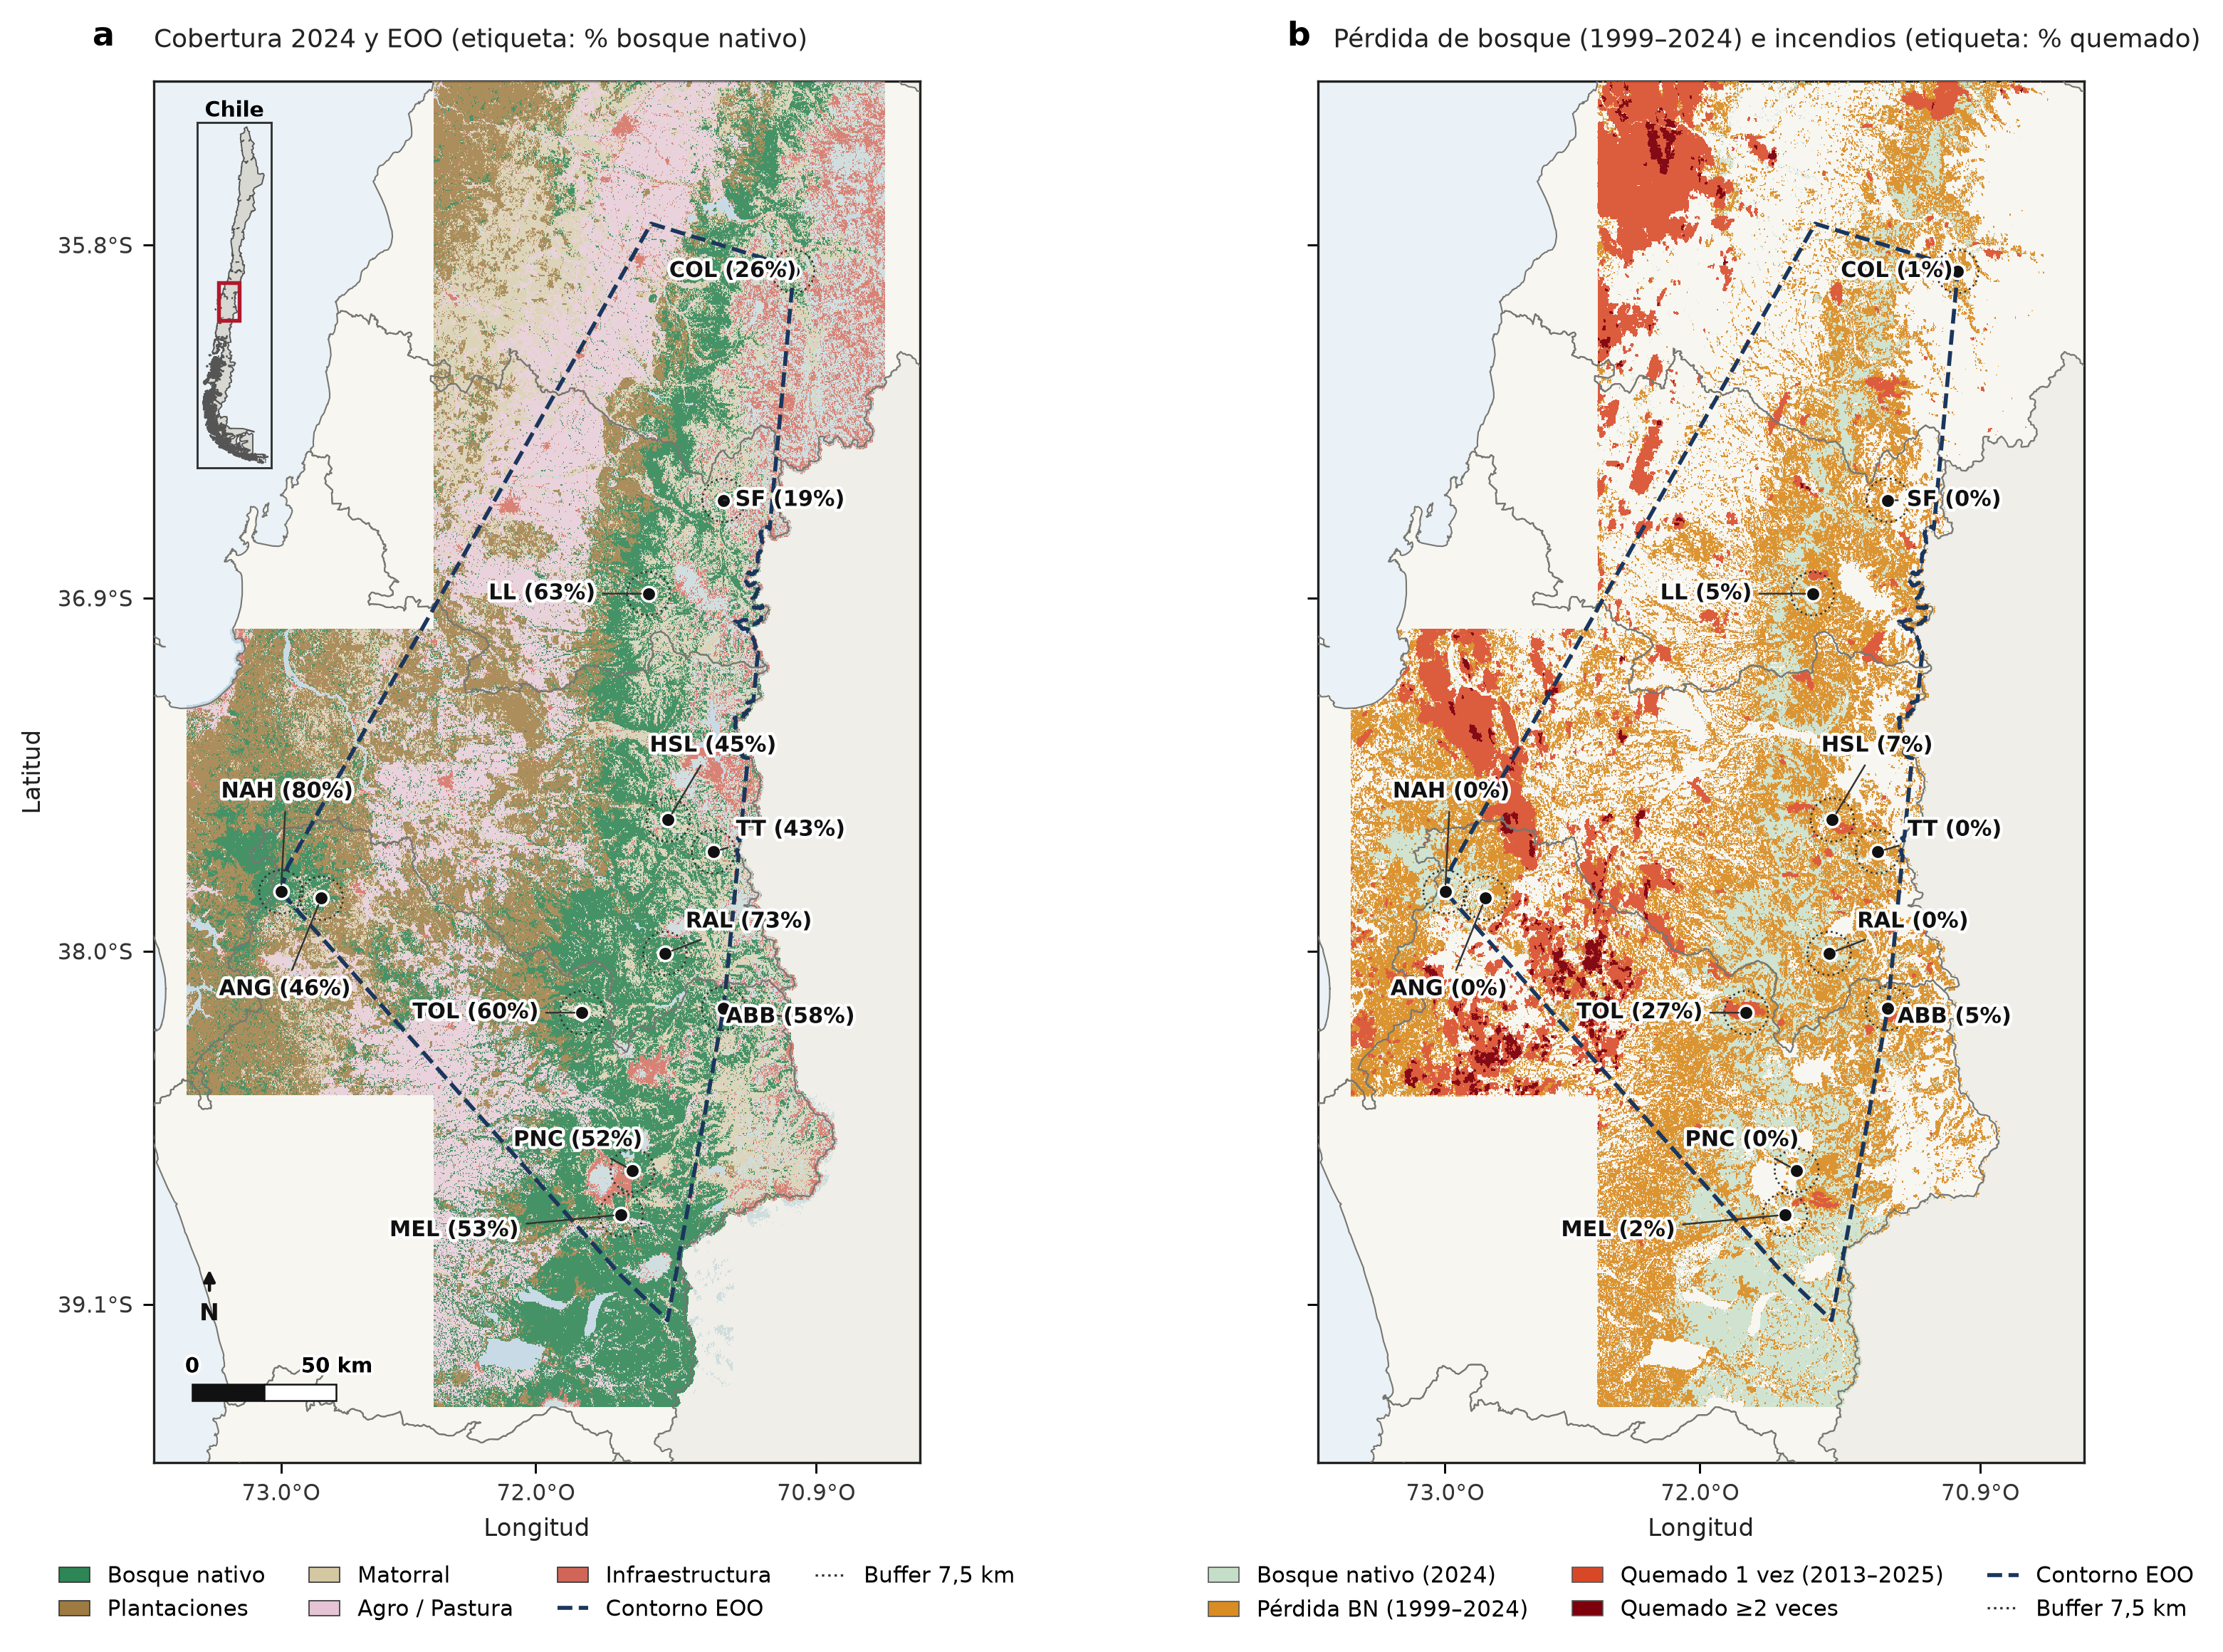 a Cobertura 2024 y EOO (etiqueta: % bosque nativo)
Chile
35.8°S
36.9°S
38.0°S
39.1°S
Latitud
COL (26%)
SF (19%)
LL (63%)
HSL (45%)
NAH (80%)
TT (43%)
RAL (73%)
ANG (46%)
TOL (60%)
ABB (58%)
PNC (52%)
MEL (53%)
N
0 50 km
73.0°O 72.0°O 70.9°O
Longitud
Bosque nativo Matorral Infraestructura Buffer 7,5 km
Plantaciones Agro / Pastura Contorno EOO
b Pérdida de bosque (1999–2024) e incendios (etiqueta: % quemado)
COL (1%)
SF (0%)
LL (5%)
HSL (7%)
NAH (0%)
TT (0%)
RAL (0%)
ANG (0%)
TOL (27%)
ABB (5%)
PNC (0%)
MEL (2%)
73.0°O 72.0°O 70.9°O
Longitud
Bosque nativo (2024) Quemado 1 vez (2013–2025) Contorno EOO
Pérdida BN (1999–2024) Quemado ≥2 veces Buffer 7,5 km